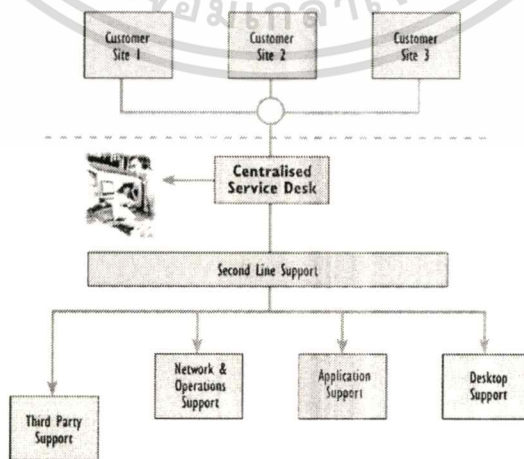 Customer
Site 1
Customer
Site 2
Customer
Site 3
Centralised
Service Desk
Second Line Support
Third Party
Support
Network &
Operations
Support
Application
Support
Desktop
Support